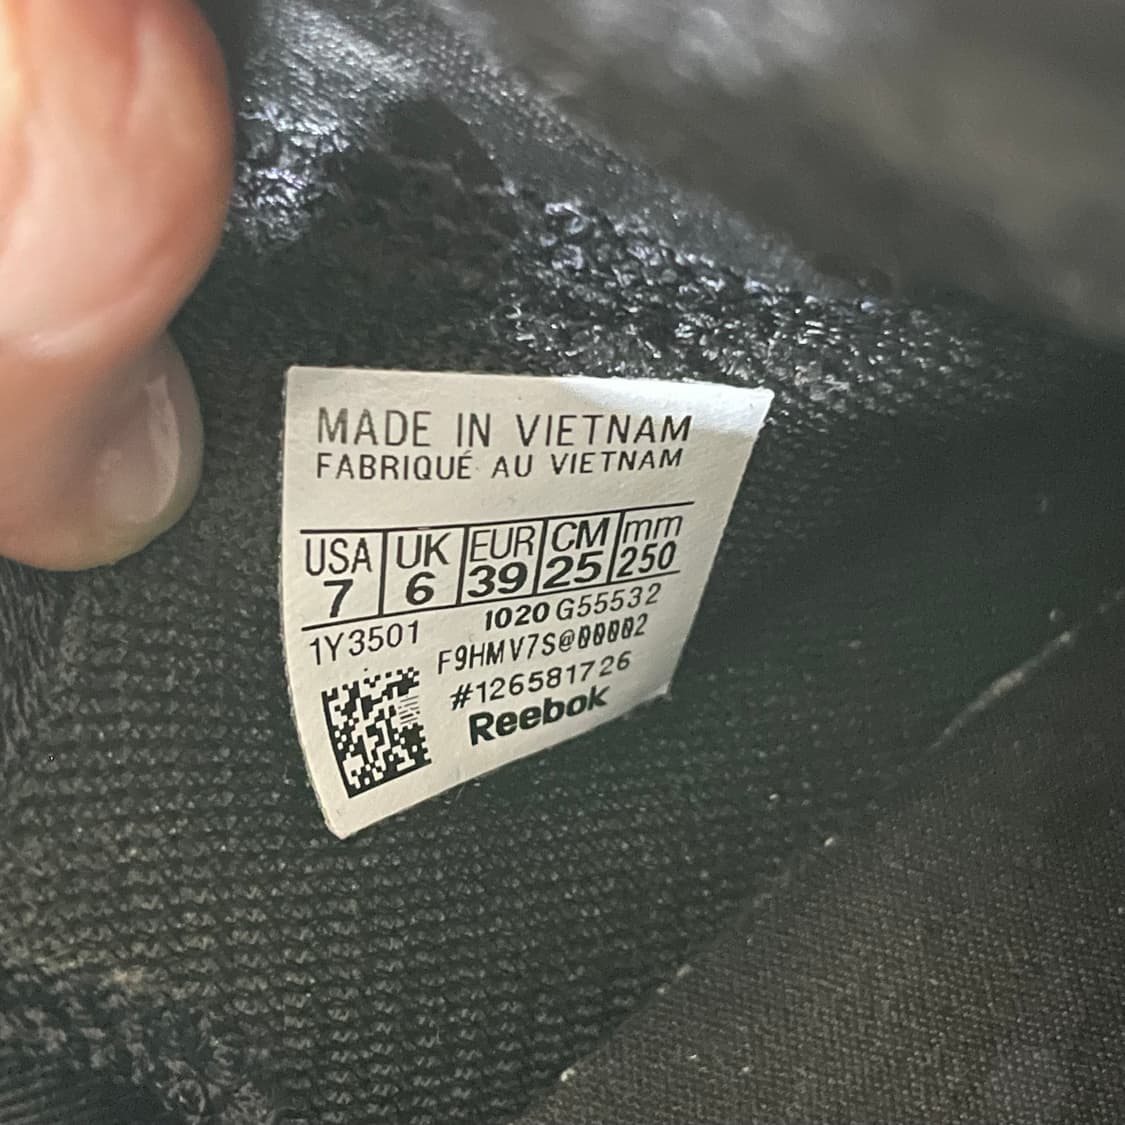 MADE IN VIETNAM
FABRIQUÉ AU VIETNAM
USA UK EUR CM mm
7 6 39 25 250
1Y3501 1020 G55532
F9HMV7S@00002
#126581726
Reebok